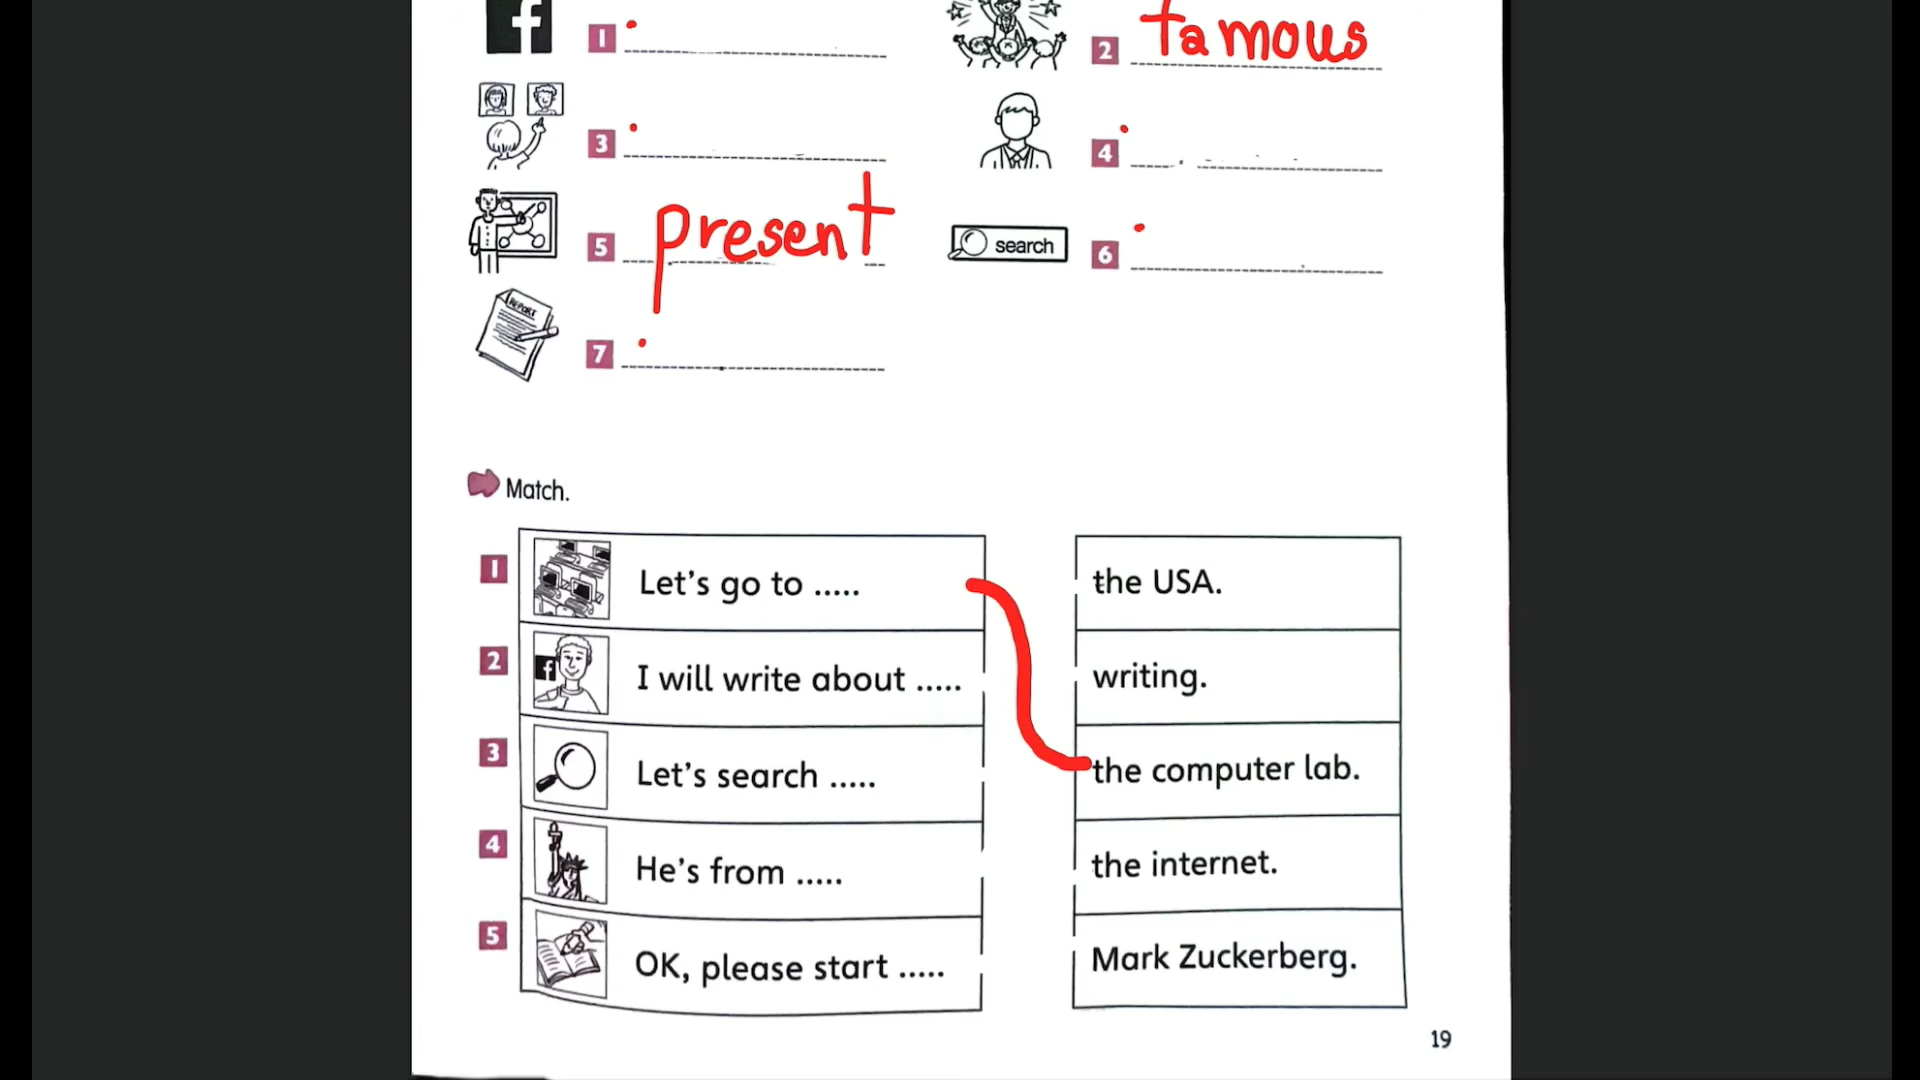 f
1
2 famous
3
4
5 present
search
6
REPORT
7
Match.
1 Let's go to ..... the USA.
2 f I will write about ..... writing.
3 Let's search ..... the computer lab.
4 He's from ..... the internet.
5 OK, please start ..... Mark Zuckerberg.
19